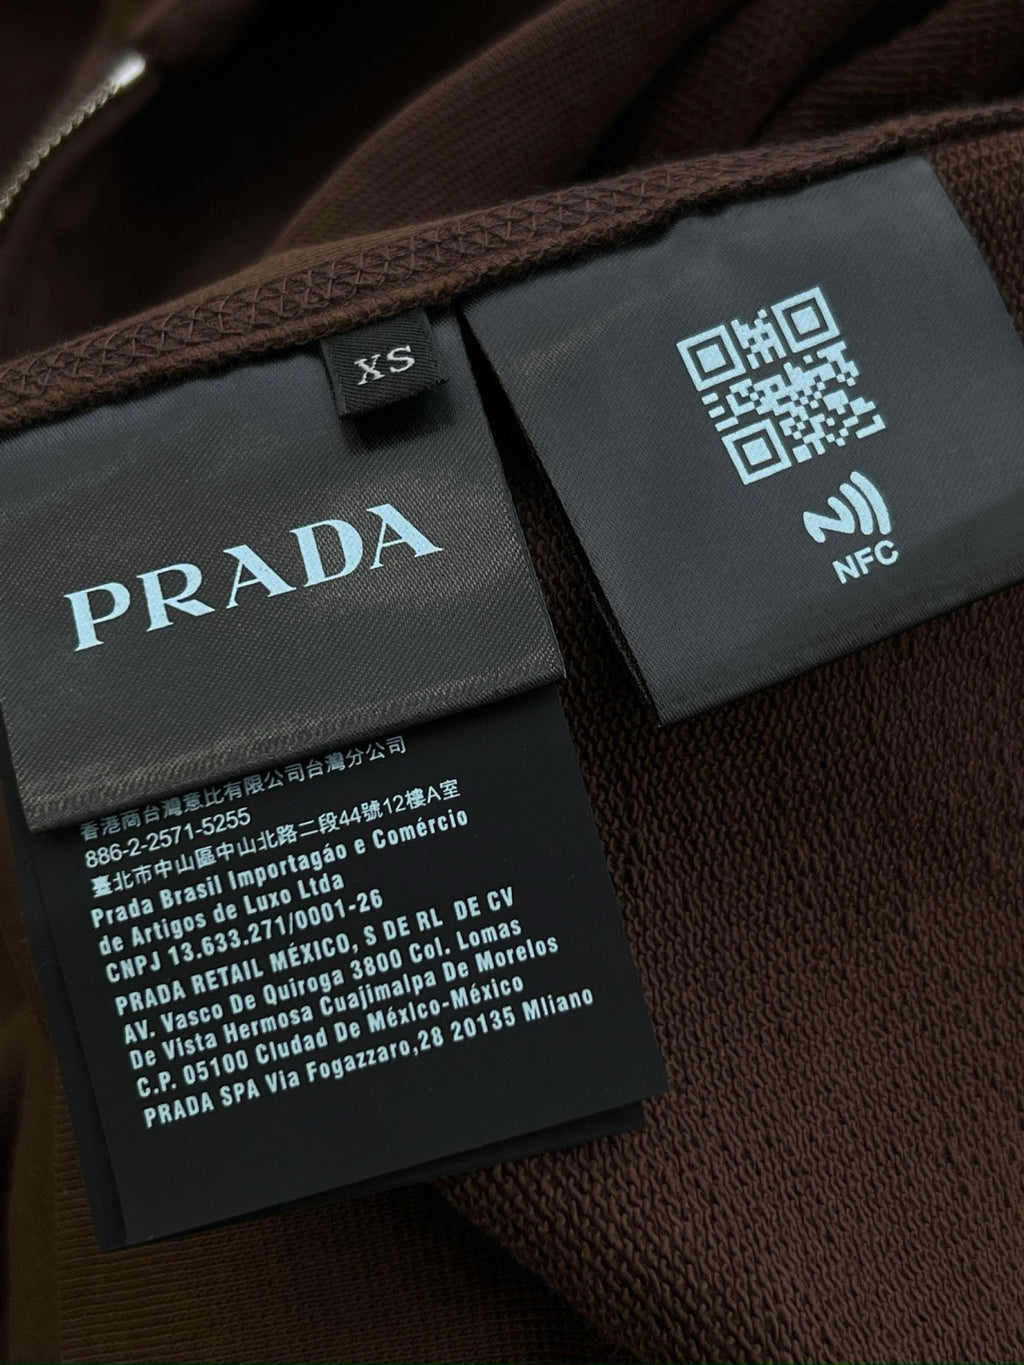 XS
PRADA
NFC
香港商台灣意比有限公司台灣分公司
886-2-2571-5255
臺北市中山區中山北路二段44號12樓A室
Prada Brasil Importagáo e Comércio
de Artigos de Luxo Ltda
CNPJ 13.633.271/0001-26
PRADA RETAIL MÉXICO, S DE RL DE CV
AV. Vasco De Quiroga 3800 Col. Lomas
De Vista Hermosa Cuajimalpa De Morelos
C.P. 05100 Cludad De México-México
PRADA SPA Via Fogazzaro,28 20135 Mliano